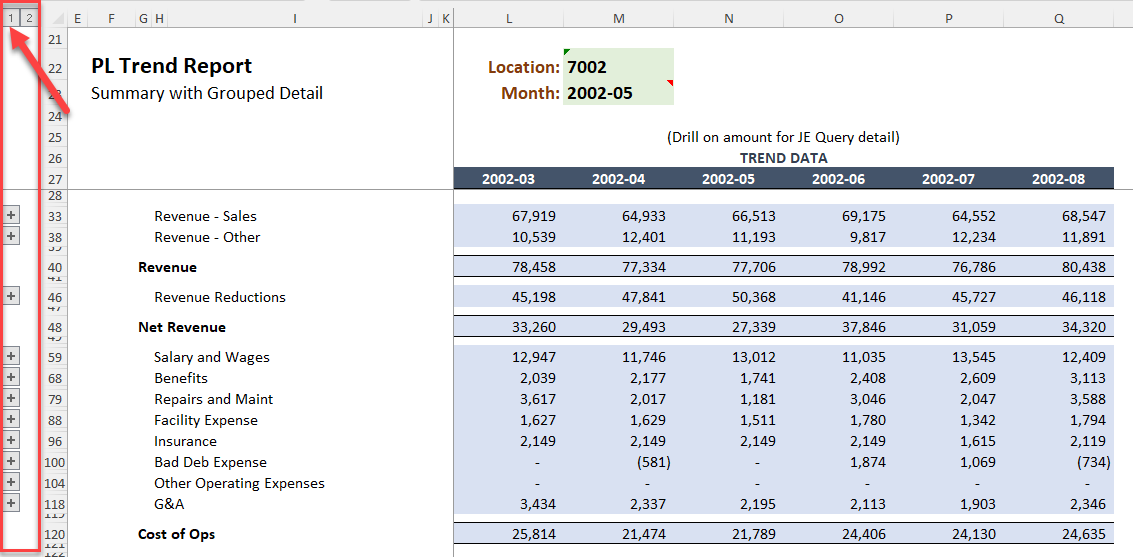 1 2 E F G H I J K L M N O P Q
21
22 PL Trend Report Location: 7002
23 Summary with Grouped Detail Month: 2002-05
24
25 (Drill on amount for JE Query detail)
26 TREND DATA
27 2002-03 2002-04 2002-05 2002-06 2002-07 2002-08
28
+ 33 Revenue - Sales 67,919 64,933 66,513 69,175 64,552 68,547
+ 38 Revenue - Other 10,539 12,401 11,193 9,817 12,234 11,891
39
40 Revenue 78,458 77,334 77,706 78,992 76,786 80,438
41
+ 46 Revenue Reductions 45,198 47,841 50,368 41,146 45,727 46,118
47
48 Net Revenue 33,260 29,493 27,339 37,846 31,059 34,320
49
+ 59 Salary and Wages 12,947 11,746 13,012 11,035 13,545 12,409
+ 68 Benefits 2,039 2,177 1,741 2,408 2,609 3,113
+ 79 Repairs and Maint 3,617 2,017 1,181 3,046 2,047 3,588
+ 88 Facility Expense 1,627 1,629 1,511 1,780 1,342 1,794
+ 96 Insurance 2,149 2,149 2,149 2,149 1,615 2,119
+ 100 Bad Deb Expense - (581) - 1,874 1,069 (734)
+ 104 Other Operating Expenses - - - - - -
+ 118 G&A 3,434 2,337 2,195 2,113 1,903 2,346
119
120 Cost of Ops 25,814 21,474 21,789 24,406 24,130 24,635
121
122